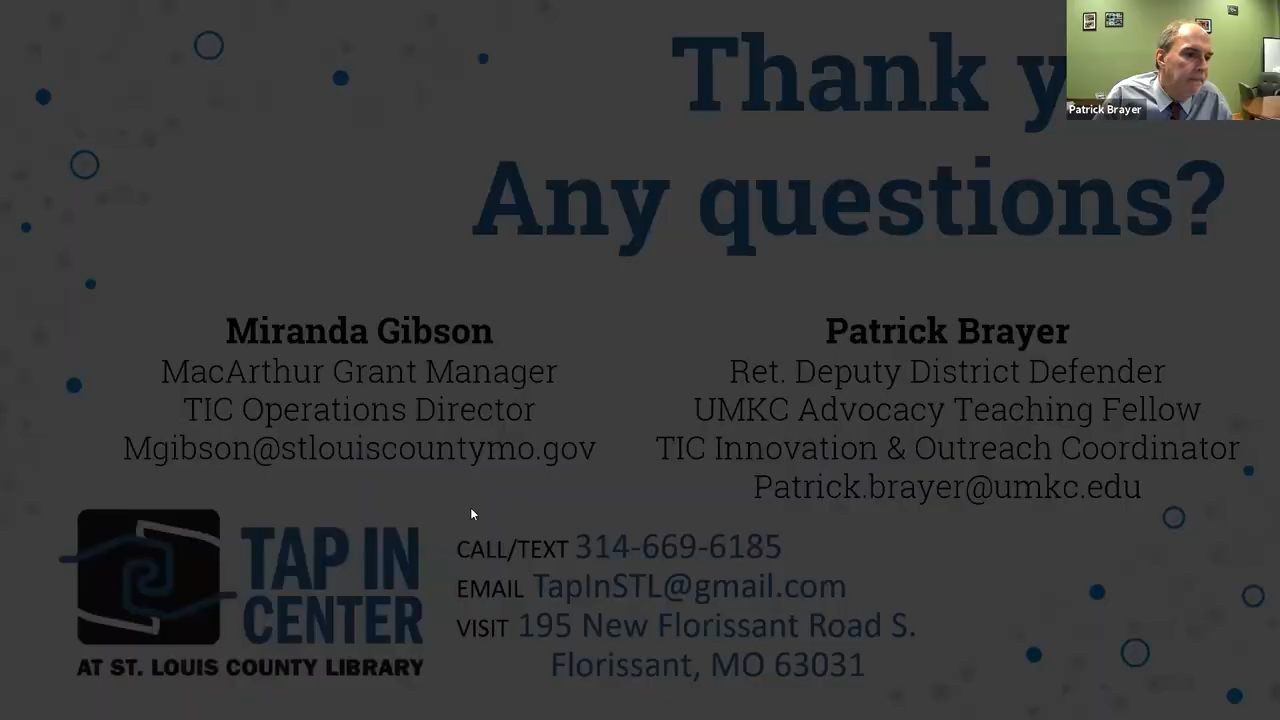 Thank y
Any questions?
Patrick Brayer
Miranda Gibson
MacArthur Grant Manager
TIC Operations Director
Mgibson@stlouiscountymo.gov
Patrick Brayer
Ret. Deputy District Defender
UMKC Advocacy Teaching Fellow
TIC Innovation & Outreach Coordinator
Patrick.brayer@umkc.edu
TAP IN
CENTER
AT ST. LOUIS COUNTY LIBRARY
CALL/TEXT 314-669-6185
EMAIL TapInSTL@gmail.com
VISIT 195 New Florissant Road S.
Florissant, MO 63031